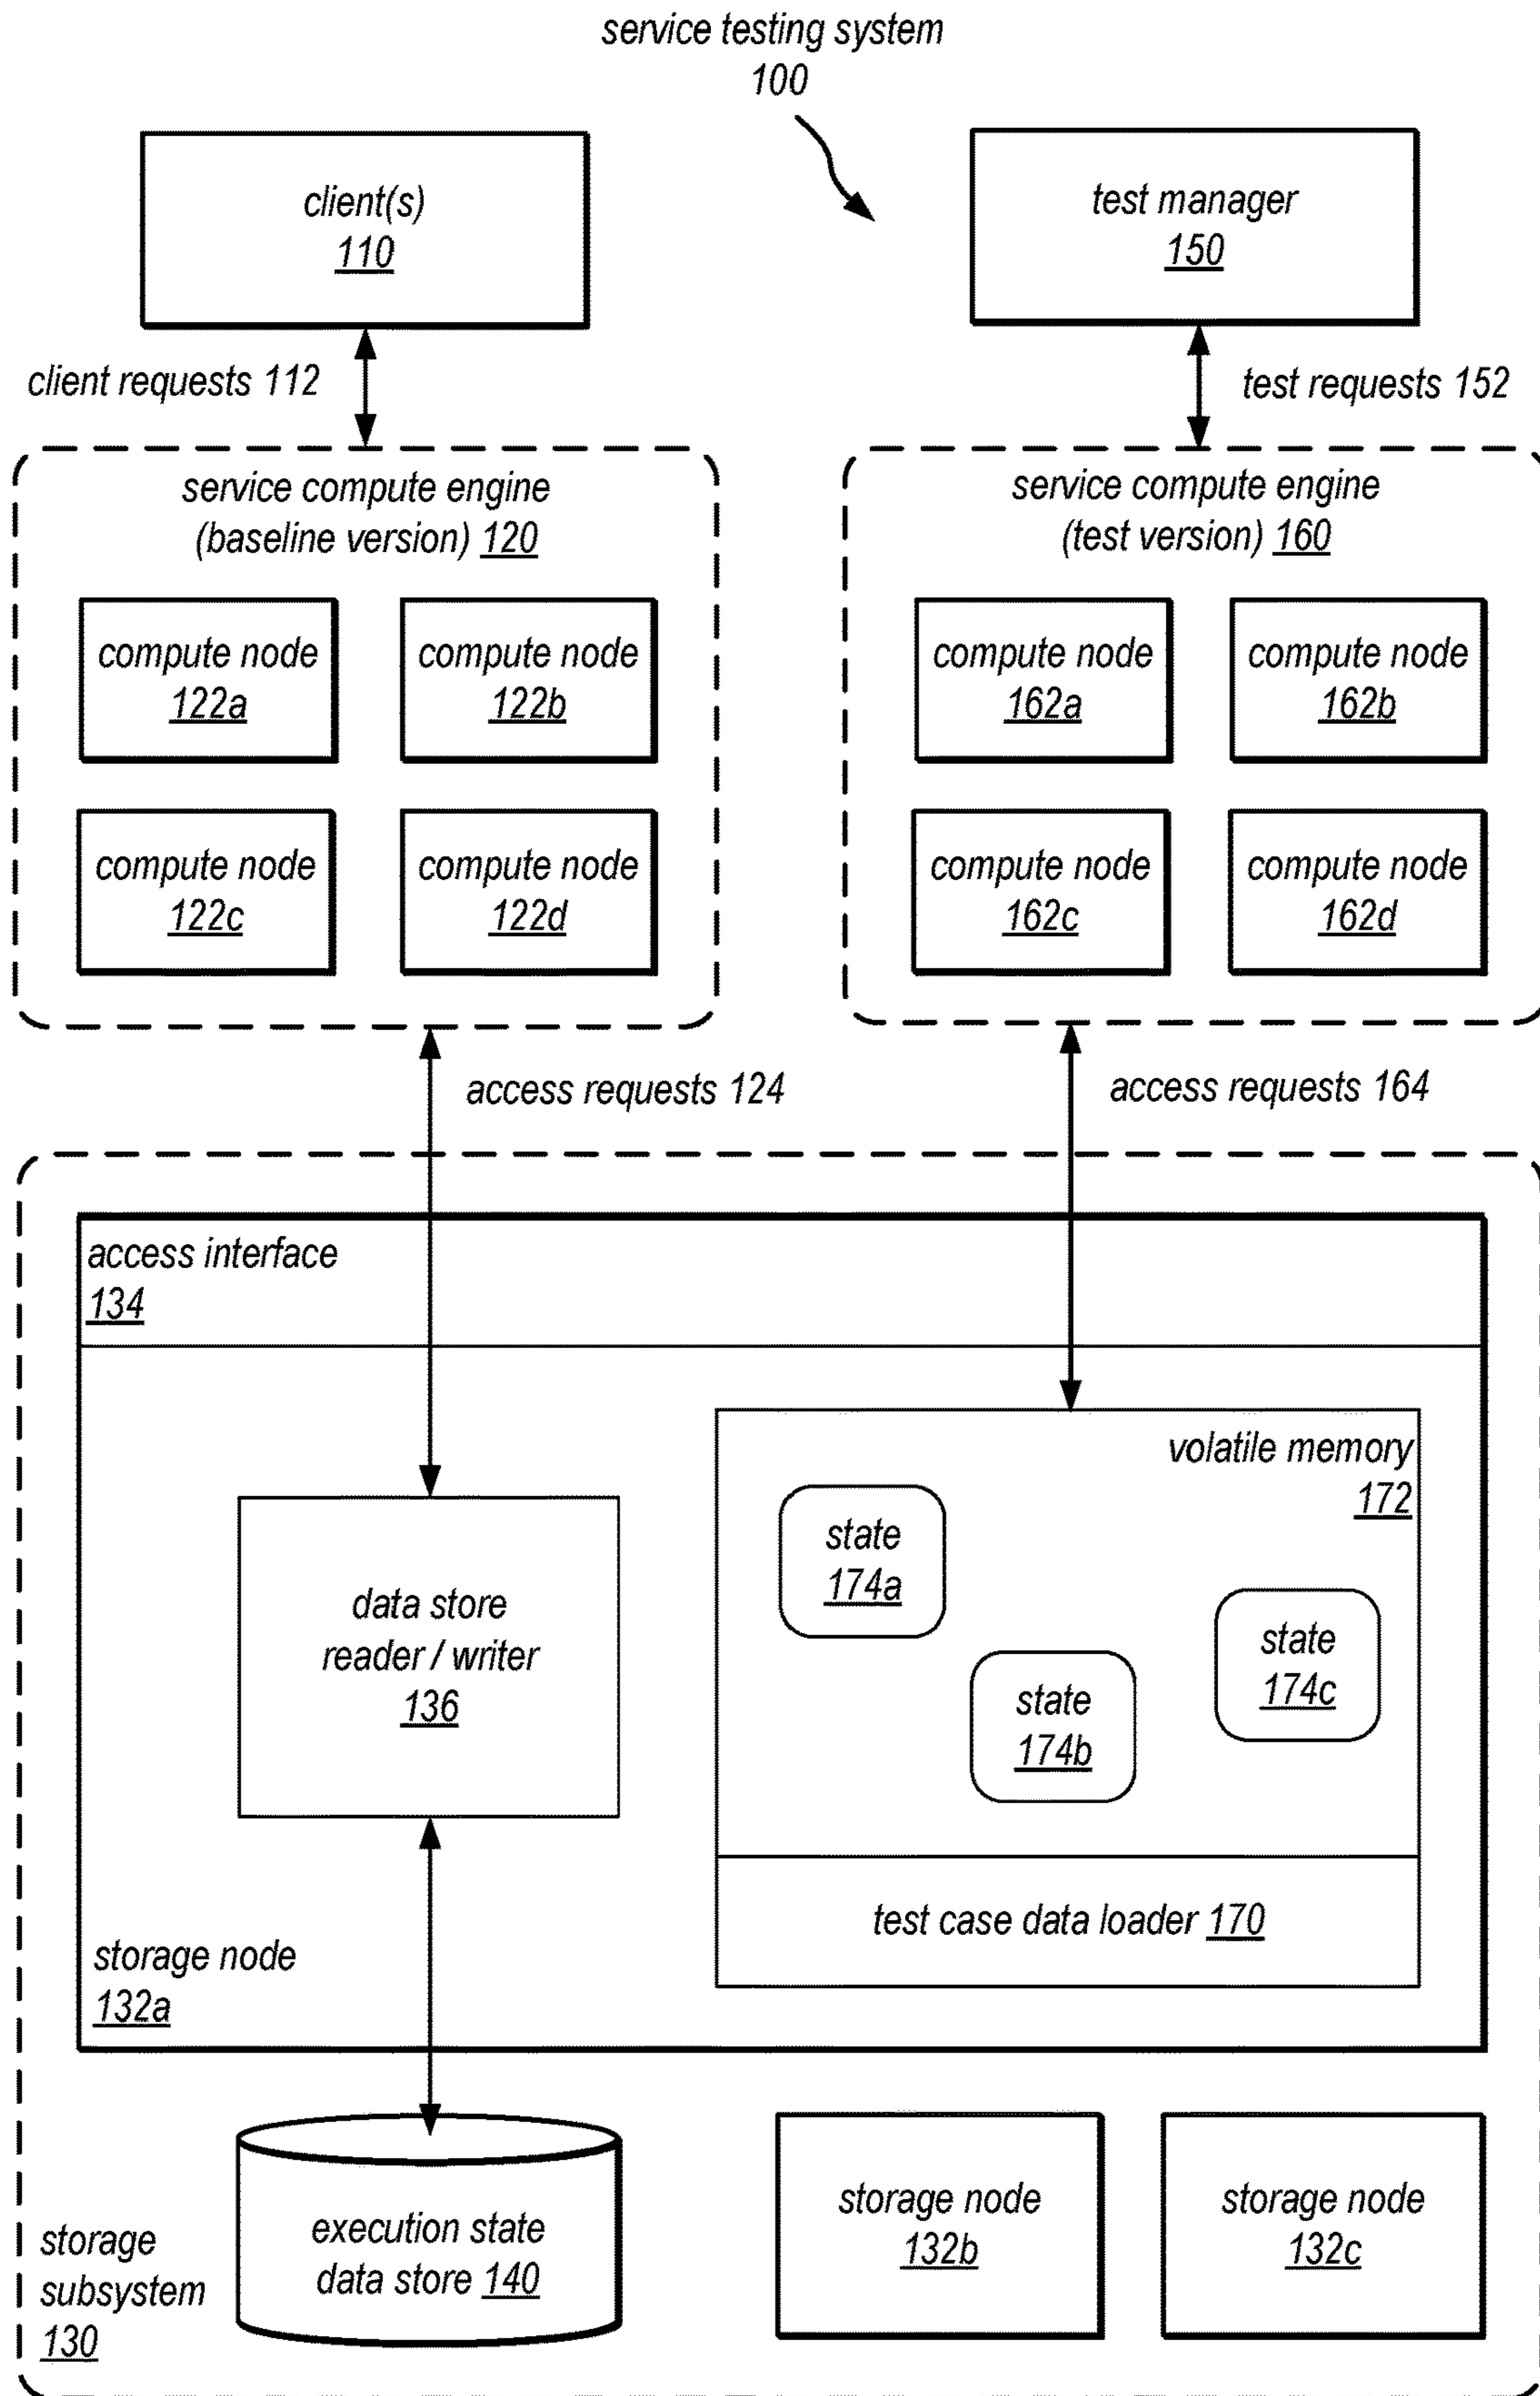 service testing system
100
client(s)
110
test manager
150
client requests 112
test requests 152
service compute engine
(baseline version) 120
compute node
122a
compute node
122b
compute node
122c
compute node
122d
service compute engine
(test version) 160
compute node
162a
compute node
162b
compute node
162c
compute node
162d
access requests 124
access requests 164
access interface
134
data store
reader / writer
136
volatile memory
172
state
174a
state
174b
state
174c
test case data loader 170
storage node
132a
execution state
data store 140
storage node
132b
storage node
132c
storage
subsystem
130